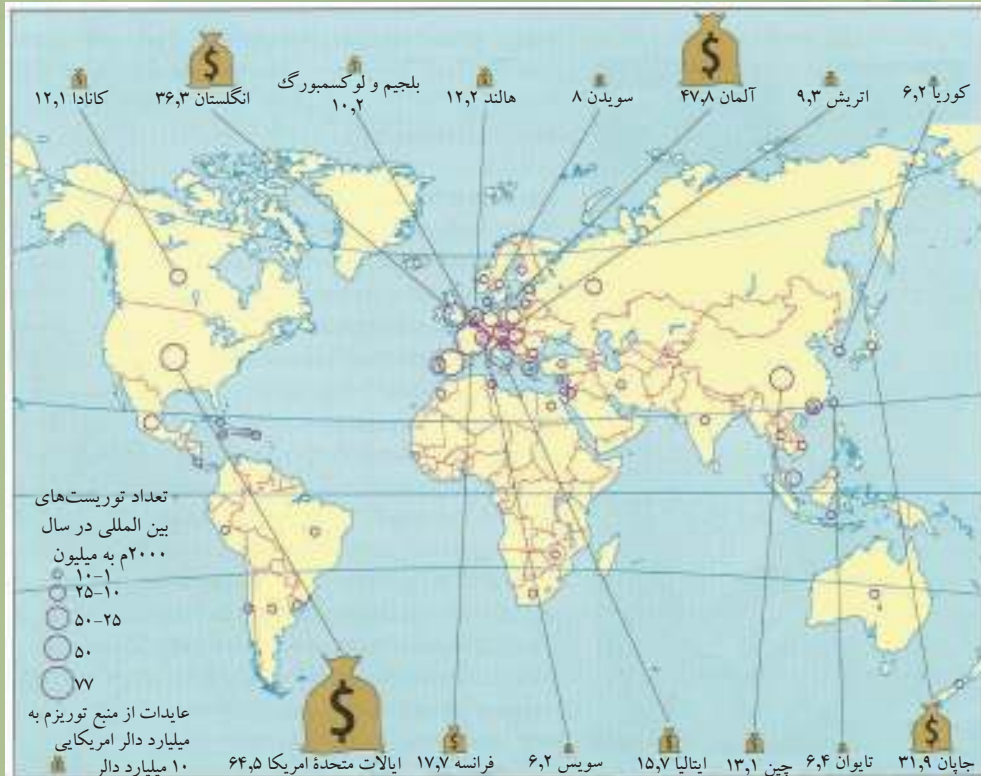 کوریا ۶,۲
اتریش ۹,۳
آلمان ۴۷,۸
سویدن ۸
هالند ۱۲,۲
بلجیم و لوکسمبورگ
۱۰,۲
انگلستان ۳۶,۳
کانادا ۱۲,۱
تعداد توریست‌های
بین المللی در سال
۲۰۰۰م به میلیون
۱۰-۱
۲۵-۱۰
۵۰-۲۵
۵۰
۷۷
عایدات از منبع توریزم به
میلیارد دالر امریکایی
۱۰ میلیارد دالر
جاپان ۳۱,۹
تایوان ۶,۴
چین ۱۳,۱
ایتالیا ۱۵,۷
سویس ۶,۲
فرانسه ۱۷,۷
ایالات متحدۀ امریکا ۶۴,۵